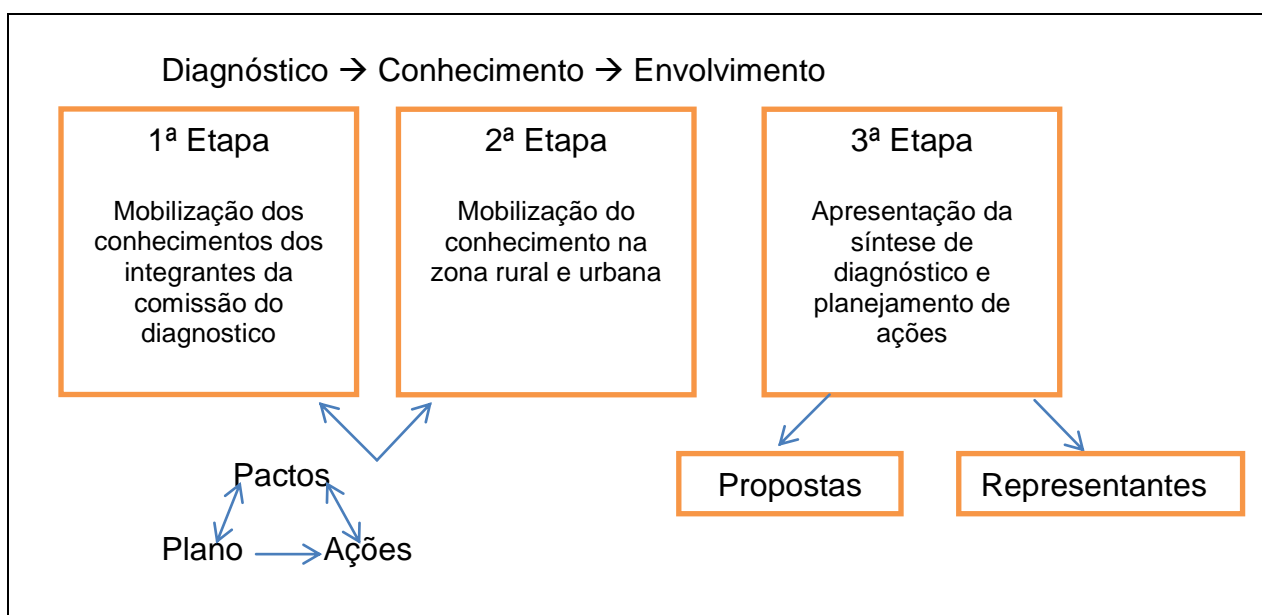 Diagnóstico → Conhecimento → Envolvimento
1ª Etapa
Mobilização dos
conhecimentos dos
integrantes da
comissão do
diagnostico
2ª Etapa
Mobilização do
conhecimento na
zona rural e urbana
3ª Etapa
Apresentação da
síntese de
diagnóstico e
planejamento de
ações
Pactos
Plano
Ações
Propostas
Representantes